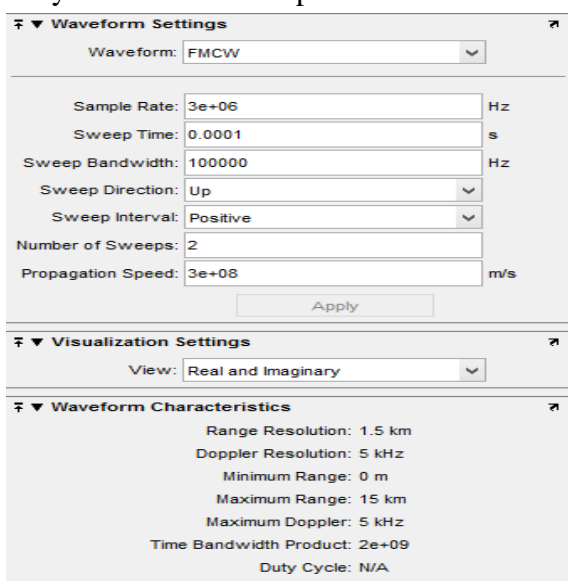 Waveform Settings
Waveform: FMCW
Sample Rate: 3e+06 Hz
Sweep Time: 0.0001 s
Sweep Bandwidth: 100000 Hz
Sweep Direction: Up
Sweep Interval: Positive
Number of Sweeps: 2
Propagation Speed: 3e+08 m/s
Apply
Visualization Settings
View: Real and Imaginary
Waveform Characteristics
Range Resolution: 1.5 km
Doppler Resolution: 5 kHz
Minimum Range: 0 m
Maximum Range: 15 km
Maximum Doppler: 5 kHz
Time Bandwidth Product: 2e+09
Duty Cycle: N/A